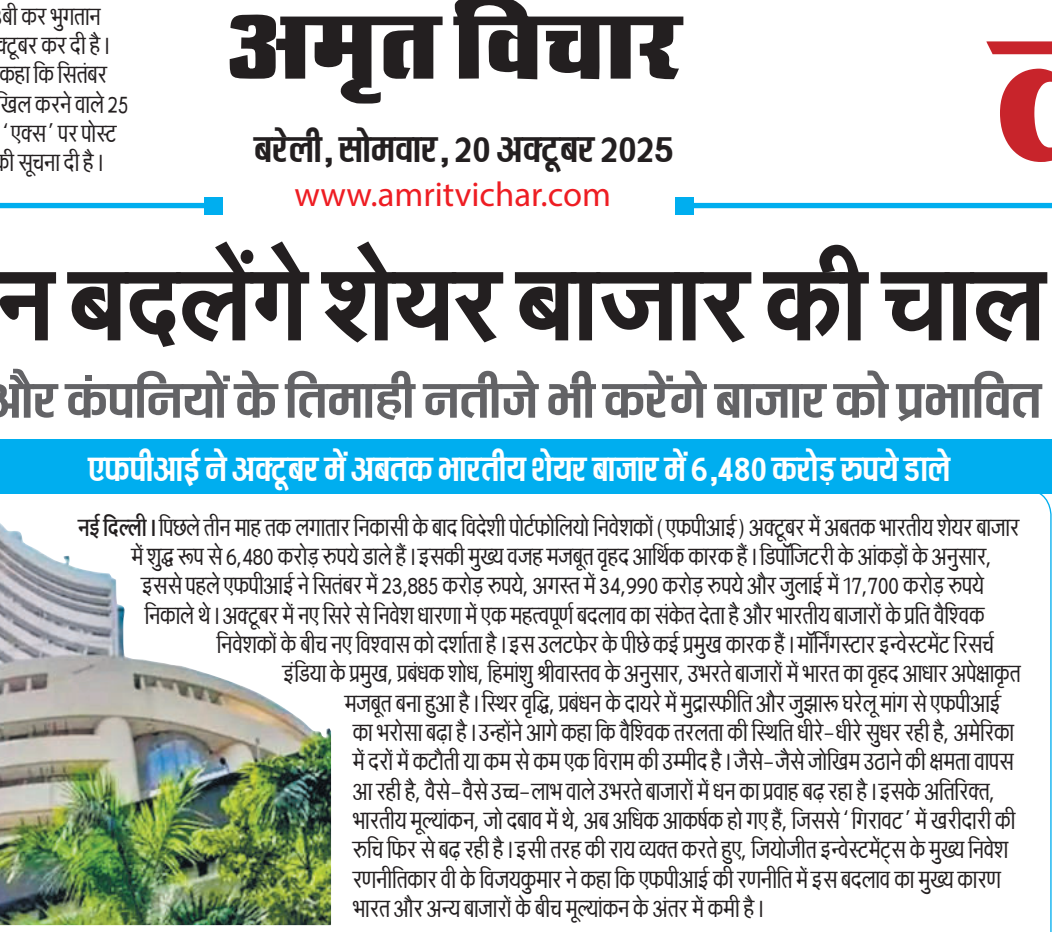 कर भुगतान
कर दी है।
कहा कि सितंबर
करने वाले 25
'एक्स' पर पोस्ट
की सूचना दी है।
अमृत विचार
बरेली, सोमवार, 20 अक्टूबर 2025
www.amritvichar.com
बदलेंगे शेयर बाजार की चाल
और कंपनियों के तिमाही नतीजे भी करेंगे बाजार को प्रभावित
एफपीआई ने अक्टूबर में अबतक भारतीय शेयर बाजार में 6,480 करोड़ रुपये डाले
नई दिल्ली। पिछले तीन माह तक लगातार निकासी के बाद विदेशी पोर्टफोलियो निवेशकों (एफपीआई) अक्टूबर में अबतक भारतीय शेयर बाजार
में शुद्ध रूप से 6,480 करोड़ रुपये डाले हैं। इसकी मुख्य वजह मजबूत वृहद आर्थिक कारक हैं। डिपॉजिटरी के आंकड़ों के अनुसार,
इससे पहले एफपीआई ने सितंबर में 23,885 करोड़ रुपये, अगस्त में 34,990 करोड़ रुपये और जुलाई में 17,700 करोड़ रुपये
निकाले थे। अक्टूबर में नए सिरे से निवेश धारणा में एक महत्वपूर्ण बदलाव का संकेत देता है और भारतीय बाजारों के प्रति वैश्विक
निवेशकों के बीच नए विश्वास को दर्शाता है। इस उलटफेर के पीछे कई प्रमुख कारक हैं। मॉर्निंगस्टार इन्वेस्टमेंट रिसर्च
इंडिया के प्रमुख, प्रबंधक शोध, हिमांशु श्रीवास्तव के अनुसार, उभरते बाजारों में भारत का वृहद आधार अपेक्षाकृत
मजबूत बना हुआ है। स्थिर वृद्धि, प्रबंधन के दायरे में मुद्रास्फीति और जुझारू घरेलू मांग से एफपीआई
का भरोसा बढ़ा है। उन्होंने आगे कहा कि वैश्विक तरलता की स्थिति धीरे-धीरे सुधर रही है, अमेरिका
में दरों में कटौती या कम से कम एक विराम की उम्मीद है। जैसे-जैसे जोखिम उठाने की क्षमता वापस
आ रही है, वैसे-वैसे उच्च-लाभ वाले उभरते बाजारों में धन का प्रवाह बढ़ रहा है। इसके अतिरिक्त,
भारतीय मूल्यांकन, जो दबाव में थे, अब अधिक आकर्षक हो गए हैं, जिससे 'गिरावट' में खरीदारी की
रुचि फिर से बढ़ रही है। इसी तरह की राय व्यक्त करते हुए, जियोजीत इन्वेस्टमेंट्स के मुख्य निवेश
रणनीतिकार वी के विजयकुमार ने कहा कि एफपीआई की रणनीति में इस बदलाव का मुख्य कारण
भारत और अन्य बाजारों के बीच मूल्यांकन के अंतर में कमी है।